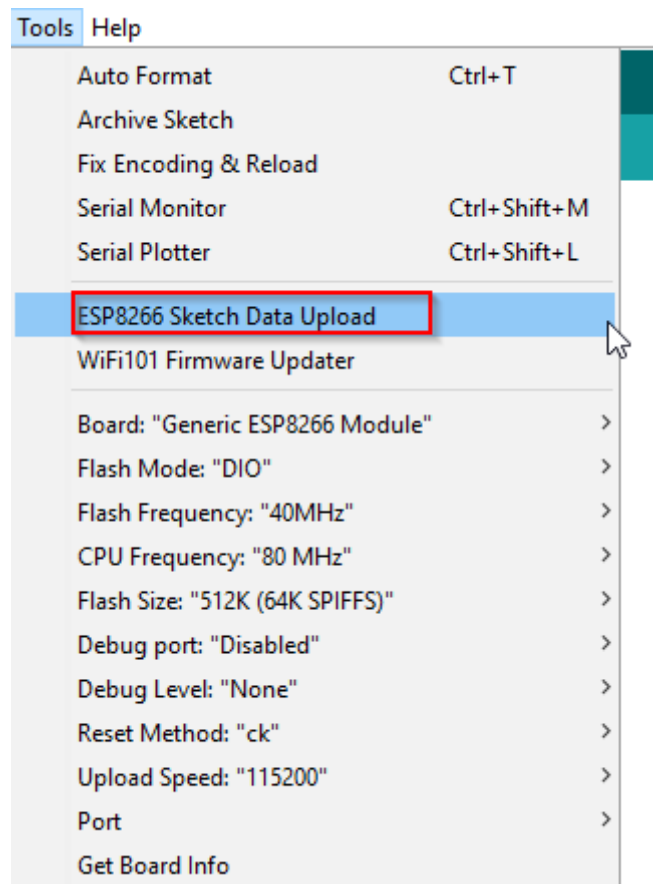 Tools Help
Auto Format Ctrl+T
Archive Sketch
Fix Encoding & Reload
Serial Monitor Ctrl+Shift+M
Serial Plotter Ctrl+Shift+L
ESP8266 Sketch Data Upload
WiFi101 Firmware Updater
Board: "Generic ESP8266 Module"
Flash Mode: "DIO"
Flash Frequency: "40MHz"
CPU Frequency: "80 MHz"
Flash Size: "512K (64K SPIFFS)"
Debug port: "Disabled"
Debug Level: "None"
Reset Method: "ck"
Upload Speed: "115200"
Port
Get Board Info